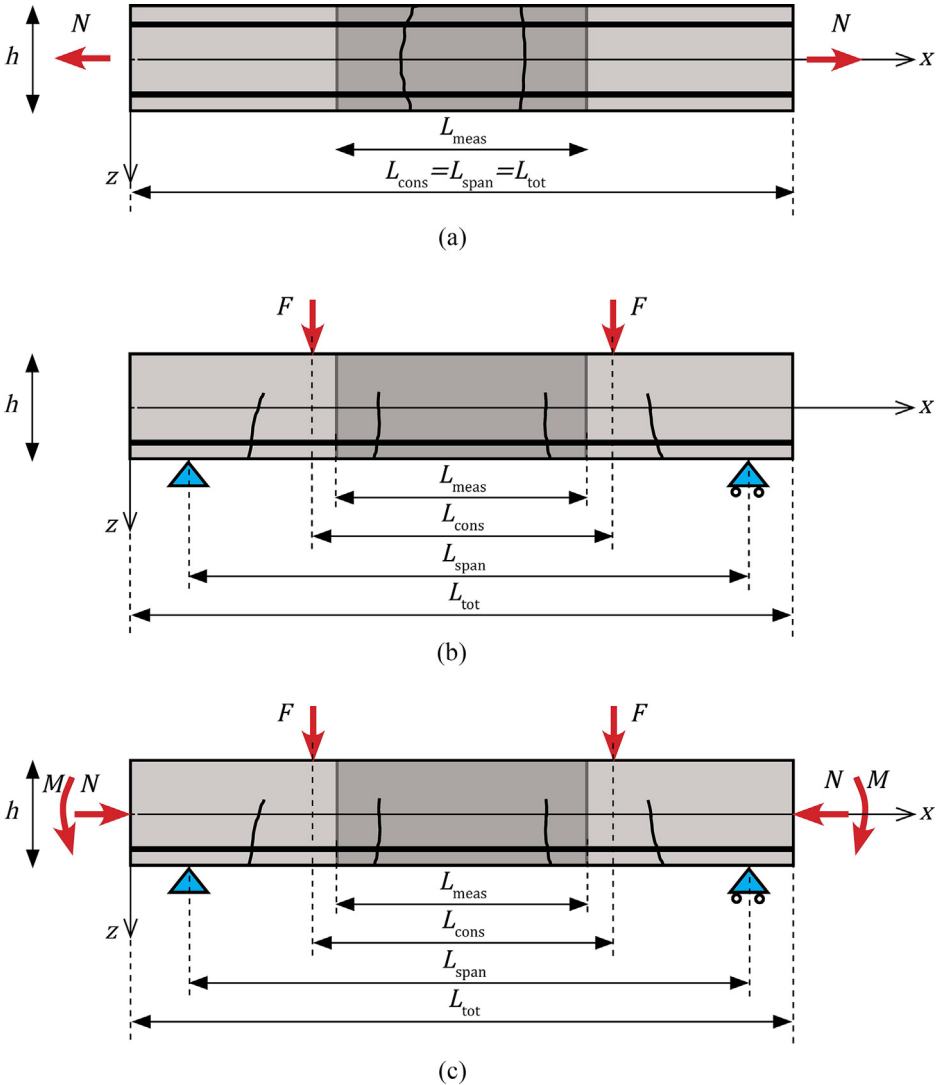 N
N
h
x
L_meas
z
L_cons=L_span=L_tot
(a)
F
F
h
x
L_meas
z
L_cons
L_span
L_tot
(b)
F
F
M N
N M
h
x
L_meas
L_cons
z
L_span
L_tot
(c)